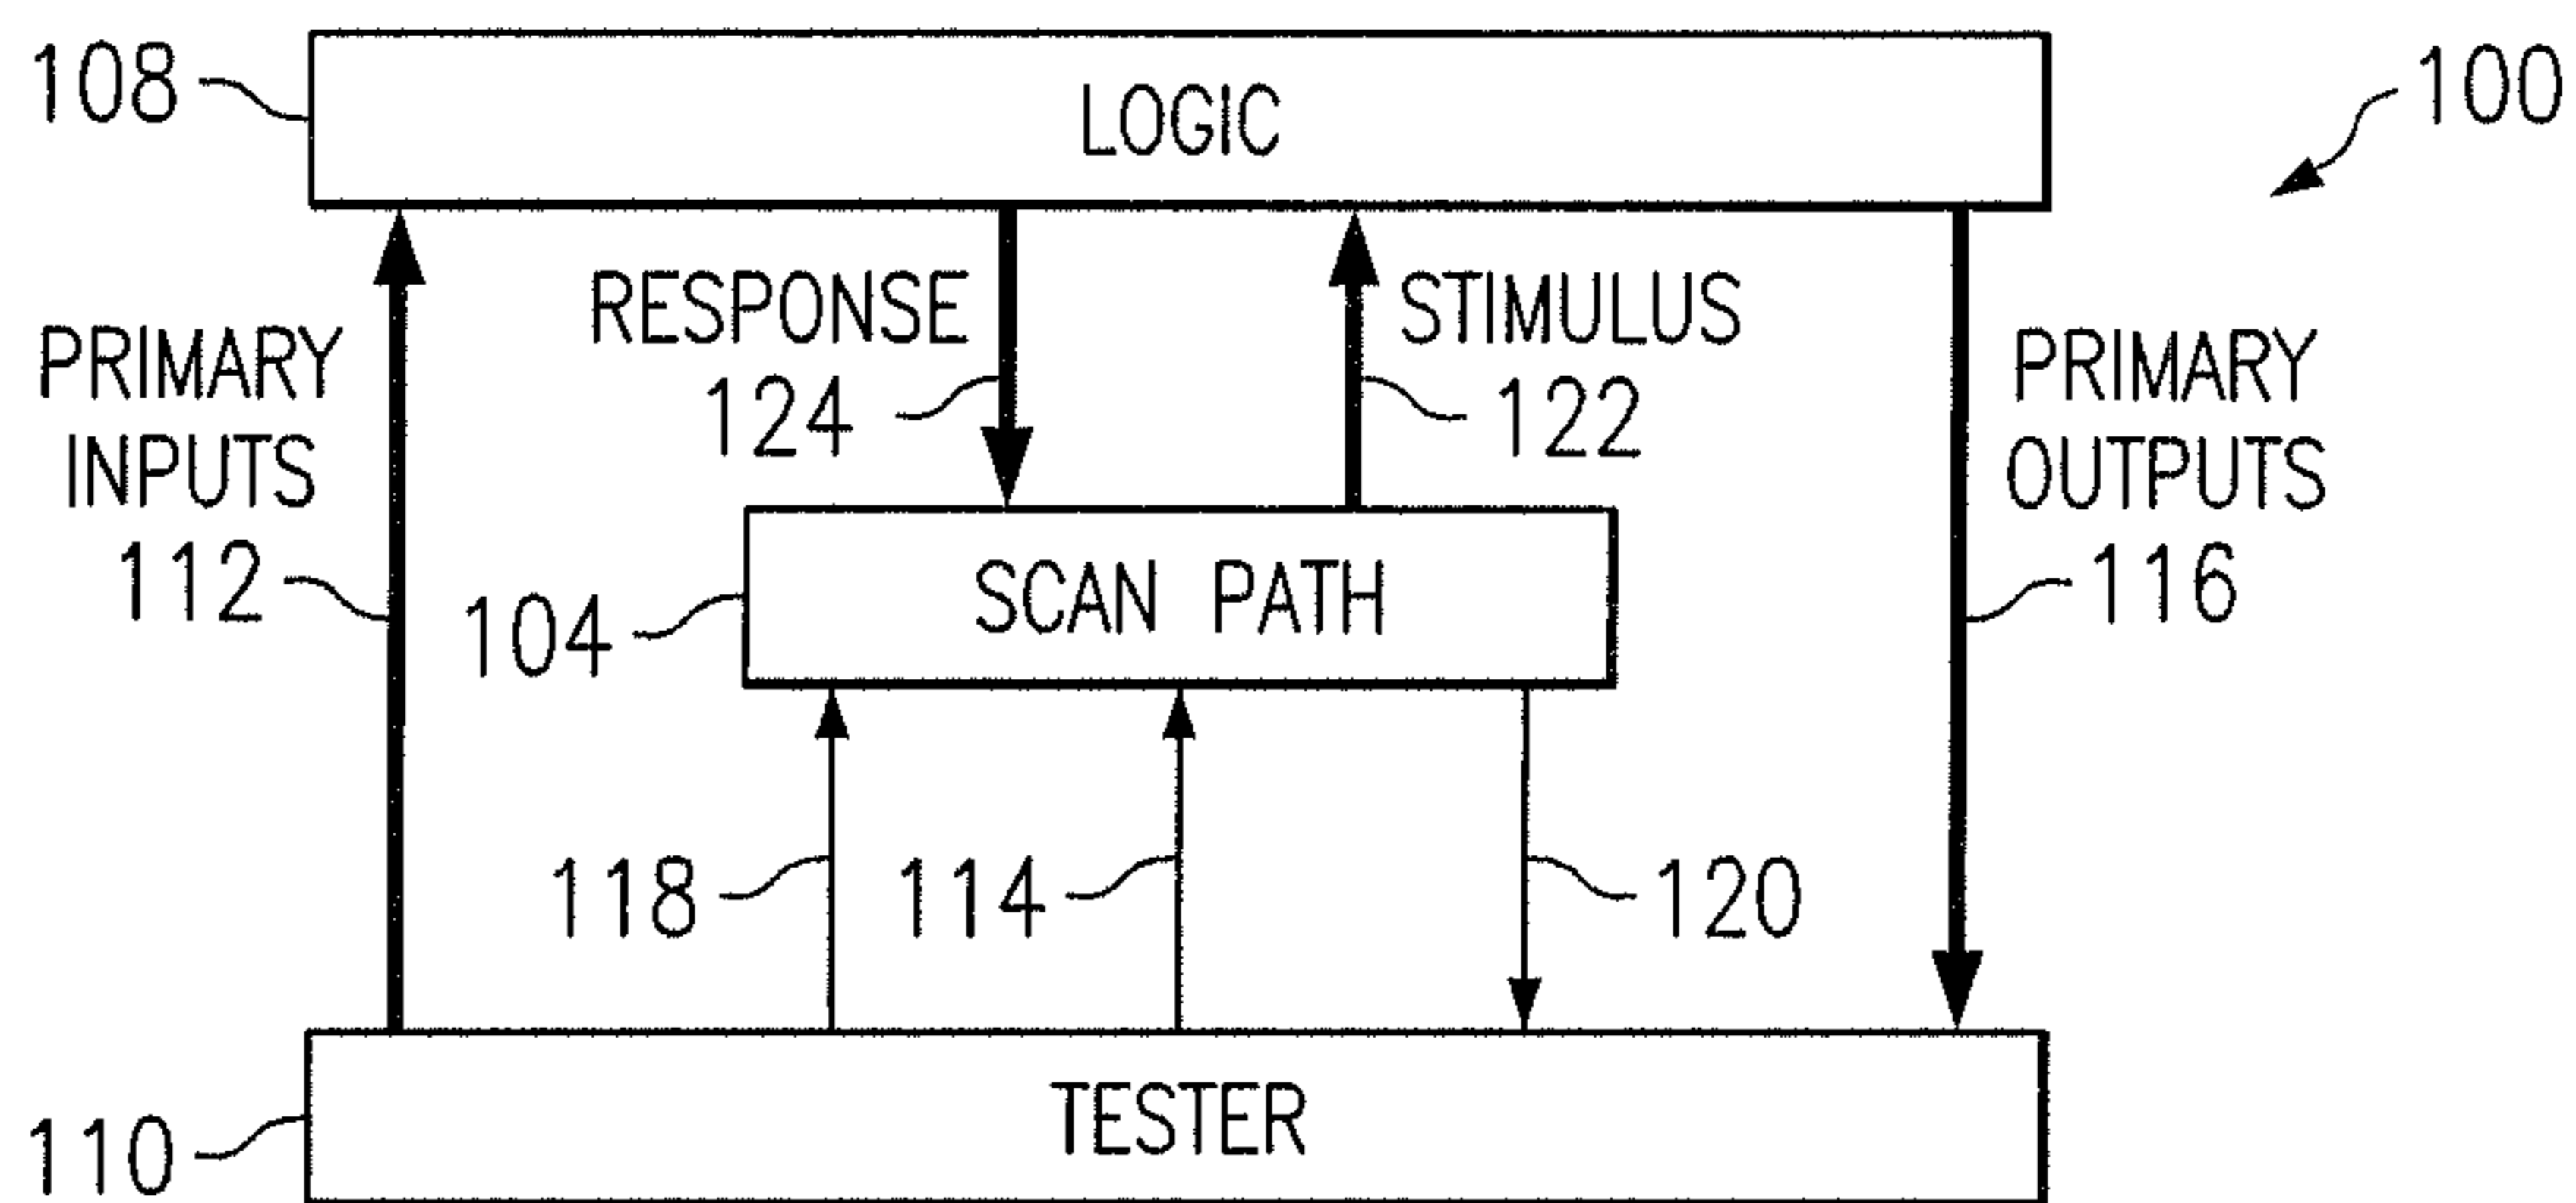 108
LOGIC
100
PRIMARY
INPUTS
112
RESPONSE
124
STIMULUS
122
PRIMARY
OUTPUTS
116
104
SCAN PATH
118
114
120
110
TESTER